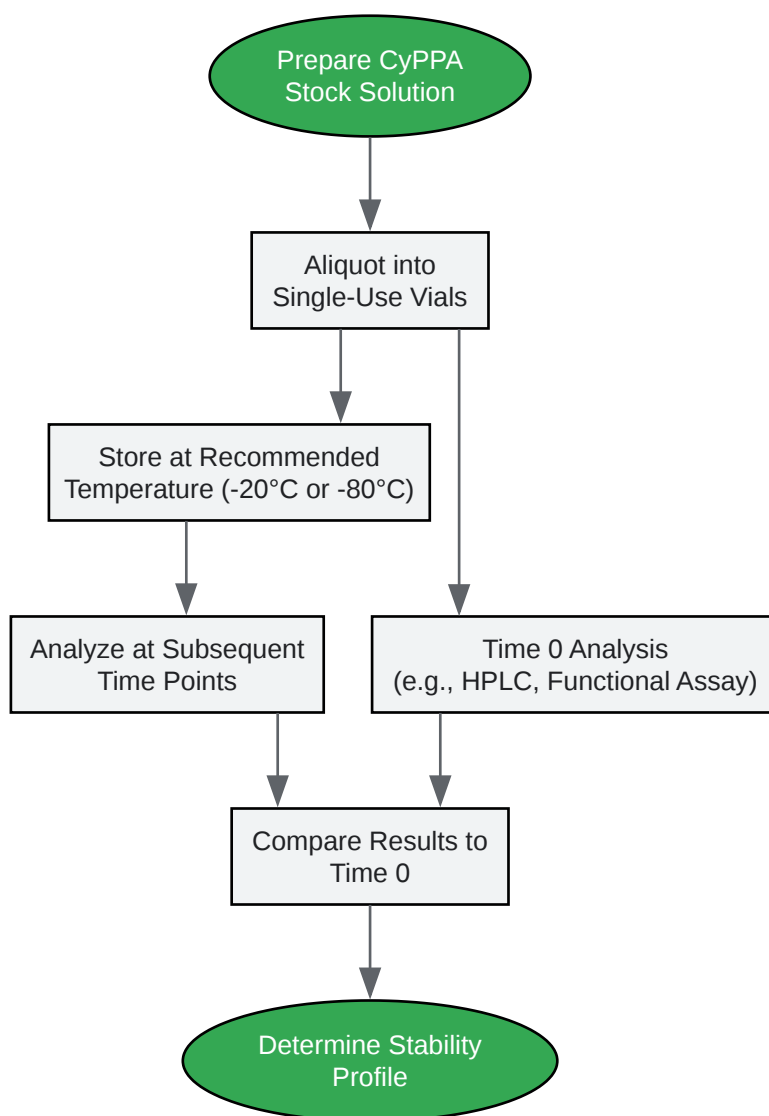 Prepare CyPPA
Stock Solution
Aliquot into
Single-Use Vials
Store at Recommended
Temperature (-20°C or -80°C)
Analyze at Subsequent
Time Points
Time 0 Analysis
(e.g., HPLC, Functional Assay)
Compare Results to
Time 0
Determine Stability
Profile